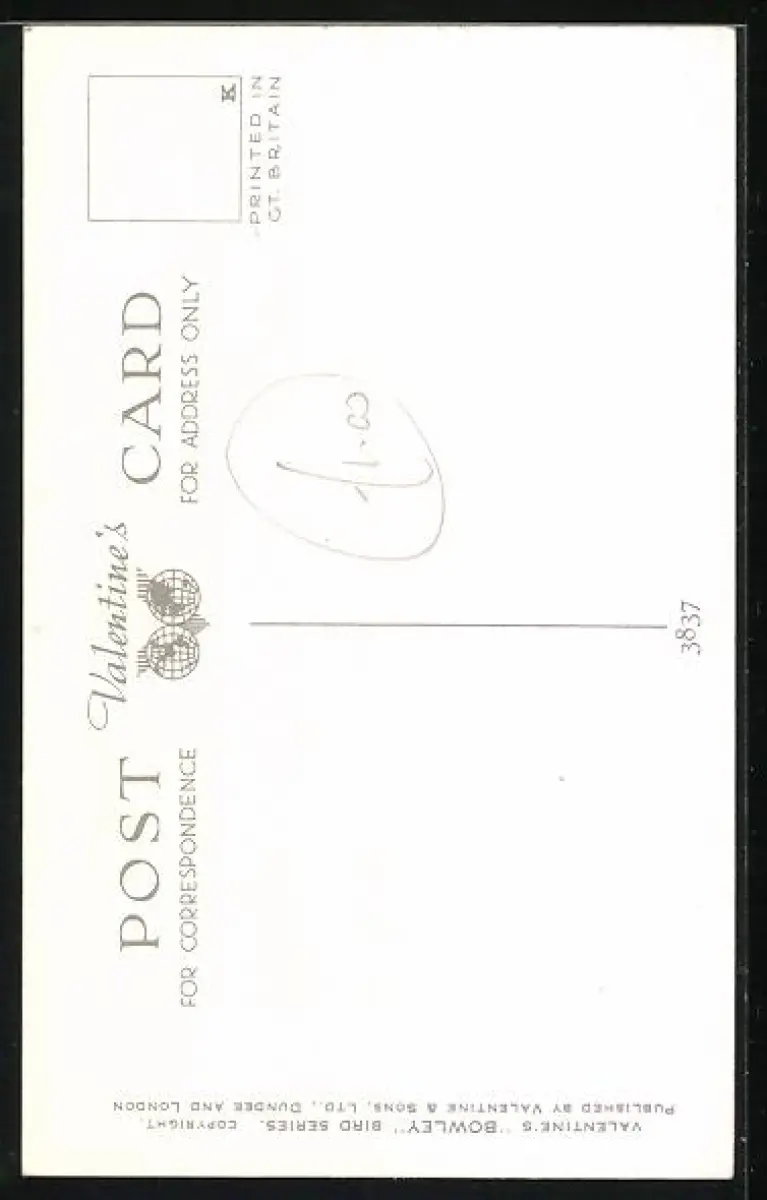 POST Valentine's CARD
FOR CORRESPONDENCE
FOR ADDRESS ONLY
K
PRINTED IN
GT. BRITAIN
3837
VALENTINE'S "BOWLEY" BIRD SERIES. COPYRIGHT.
PUBLISHED BY VALENTINE & SONS, LTD., DUNDEE AND LONDON